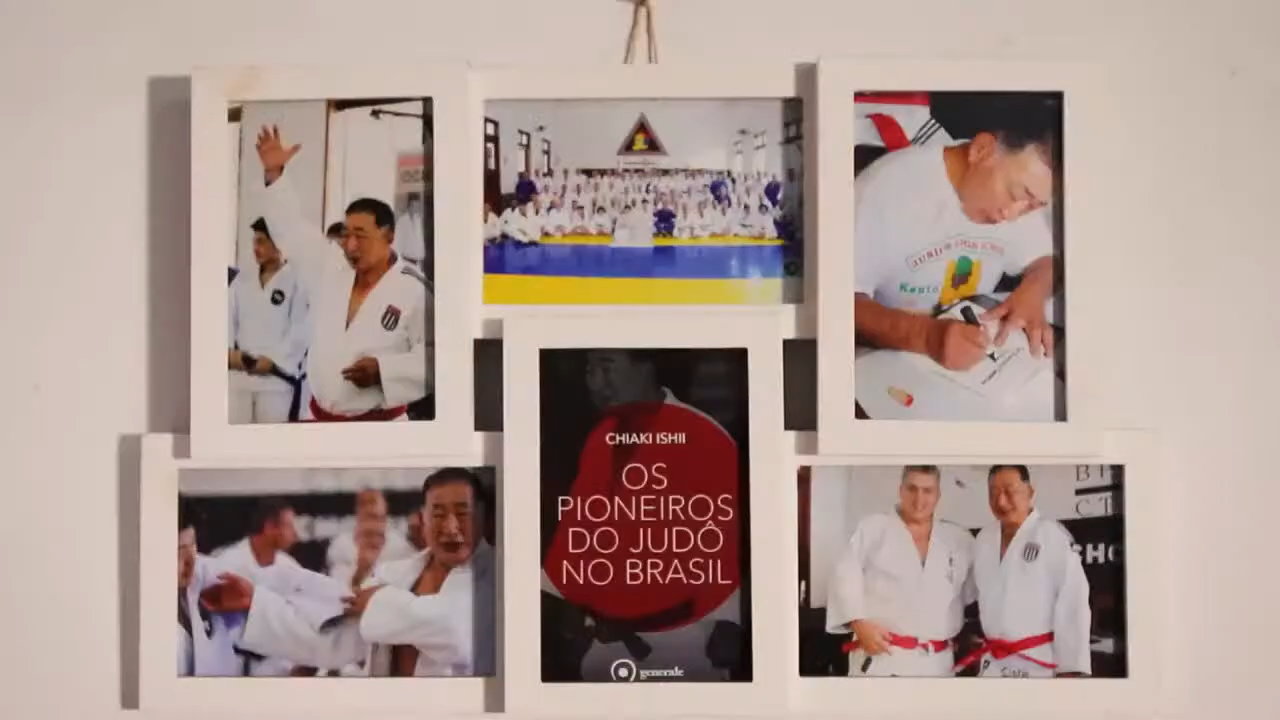 CHIAKI ISHII
OS
PIONEIROS
DO JUDÔ
NO BRASIL
generale